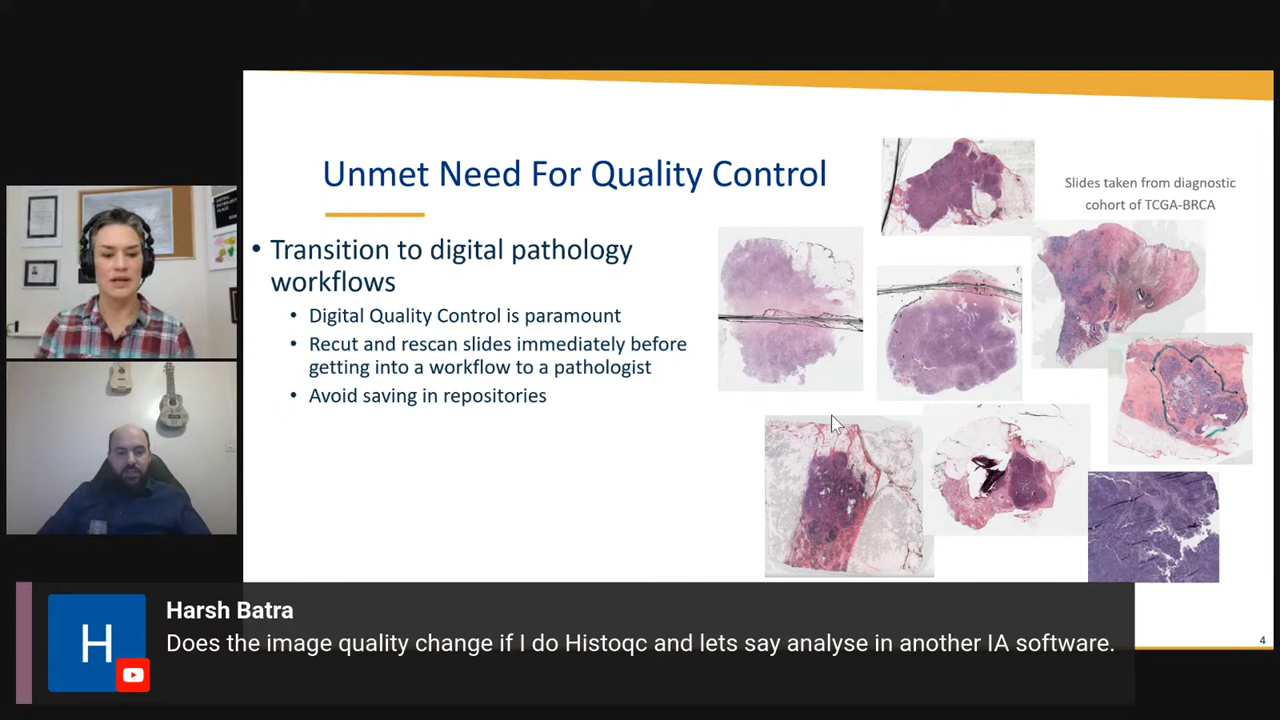 Unmet Need For Quality Control
Slides taken from diagnostic
cohort of TCGA-BRCA
• Transition to digital pathology
workflows
• Digital Quality Control is paramount
• Recut and rescan slides immediately before
getting into a workflow to a pathologist
• Avoid saving in repositories
H
Harsh Batra
Does the image quality change if I do Histoqc and lets say analyse in another IA software.
4